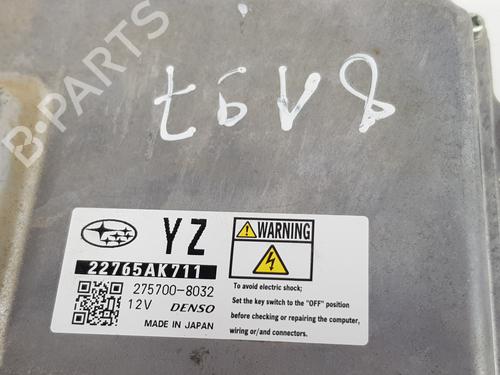 8A97
B-PARTS
YZ
WARNING
22765AK711
275700-8032
12V DENSO
MADE IN JAPAN
To avoid electric shock;
Set the key switch to the "OFF" position
before checking or repairing the computer,
wiring or/and connectors.